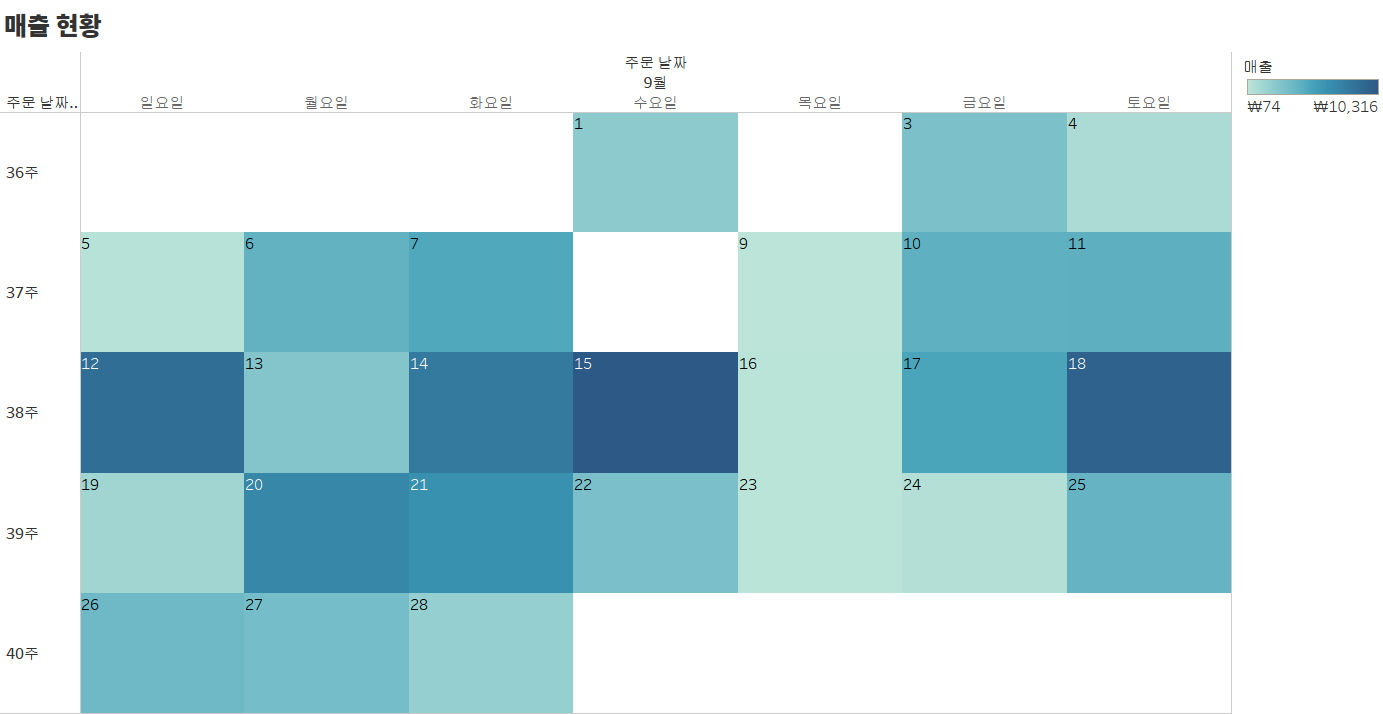 매출 현황
주문 날짜
9월
주문 날짜.. 일요일 월요일 화요일 수요일 목요일 금요일 토요일
매출
₩74 ₩10,316
36주 1 3 4
37주 5 6 7 9 10 11
38주 12 13 14 15 16 17 18
39주 19 20 21 22 23 24 25
40주 26 27 28